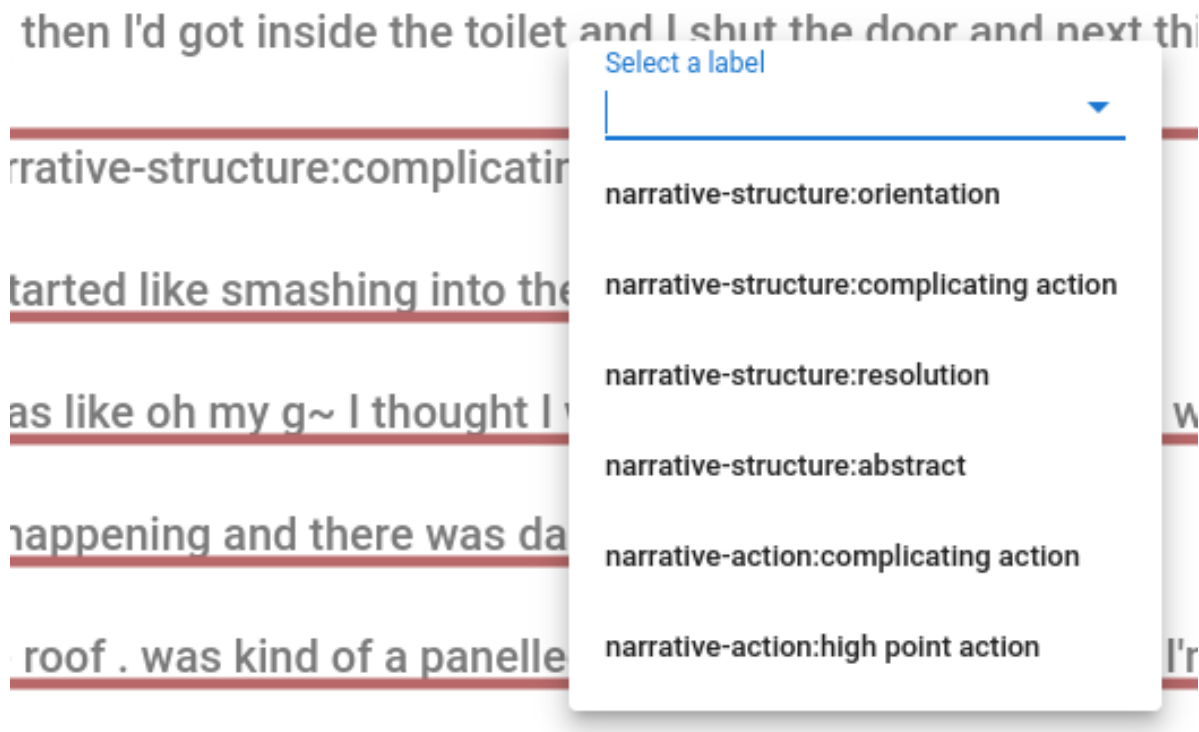 then I'd got inside the toilet and I shut the door and next thi
Select a label
rrative-structure:complicatin
narrative-structure:orientation
tarted like smashing into the
narrative-structure:complicating action
narrative-structure:resolution
as like oh my g~ I thought I w
narrative-structure:abstract
happening and there was da
narrative-action:complicating action
roof . was kind of a panelle
I'r
narrative-action:high point action